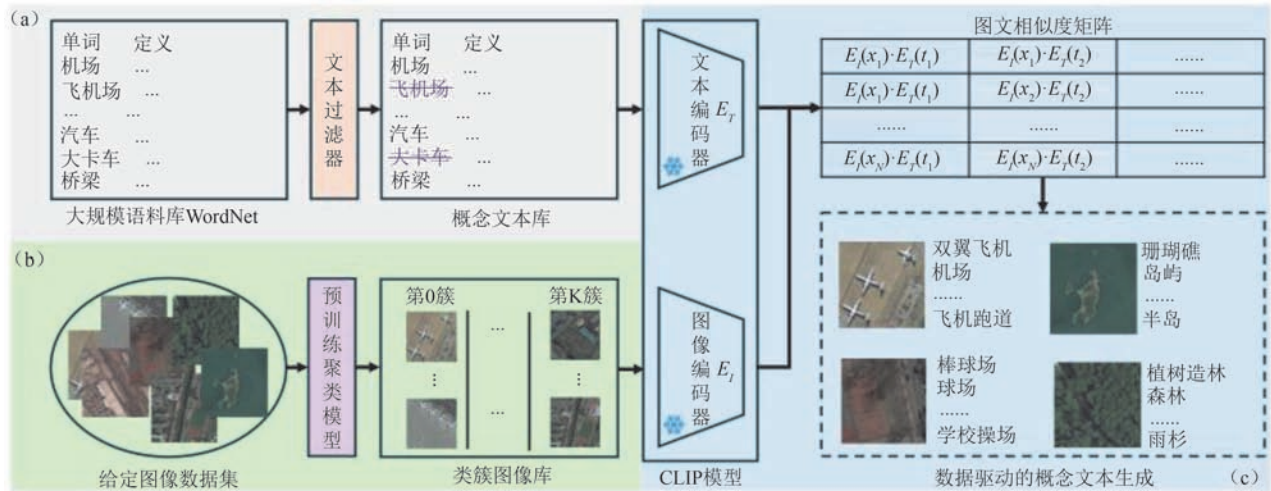 (a)
单词 定义
机场 ...
飞机场 ...
... ...
汽车 ...
大卡车 ...
桥梁 ...
大规模语料库WordNet
文本过滤器
单词 定义
机场 ...
飞机场 ...
... ...
汽车 ...
大卡车 ...
桥梁 ...
概念文本库
文本编码器 E_T
图文相似度矩阵
E_I(x_1)·E_T(t_1) E_I(x_1)·E_T(t_2) ......
E_I(x_1)·E_T(t_1) E_I(x_2)·E_T(t_2) ......
...... ...... ......
E_I(x_N)·E_T(t_1) E_I(x_N)·E_T(t_2) ......
(b)
给定图像数据集
预训练聚类模型
第0簇 ... 第K簇
⋮ ⋮
...
类簇图像库
图像编码器 E_I
CLIP模型
双翼飞机
机场
......
飞机跑道
珊瑚礁
岛屿
......
半岛
棒球场
球场
......
学校操场
植树造林
森林
......
雨杉
数据驱动的概念文本生成
(c)